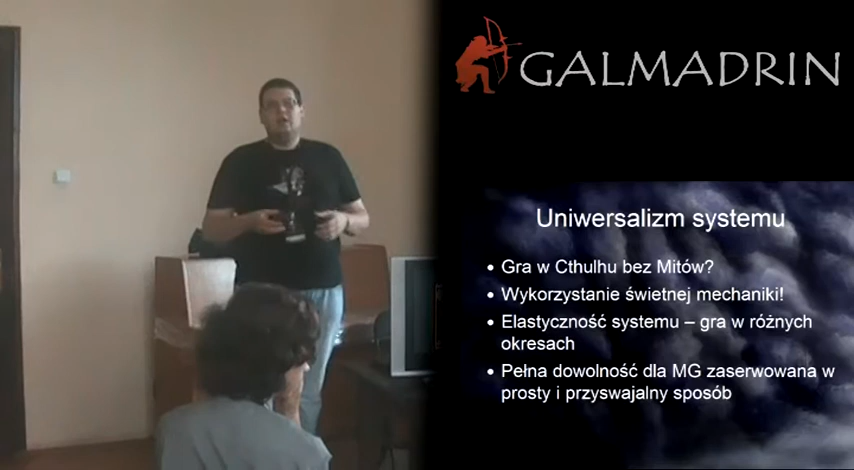 GALMADRIN
Uniwersalizm systemu
• Gra w Cthulhu bez Mitów?
• Wykorzystanie świetnej mechaniki!
• Elastyczność systemu – gra w różnych
okresach
• Pełna dowolność dla MG zaserwowana w
prosty i przyswajalny sposób